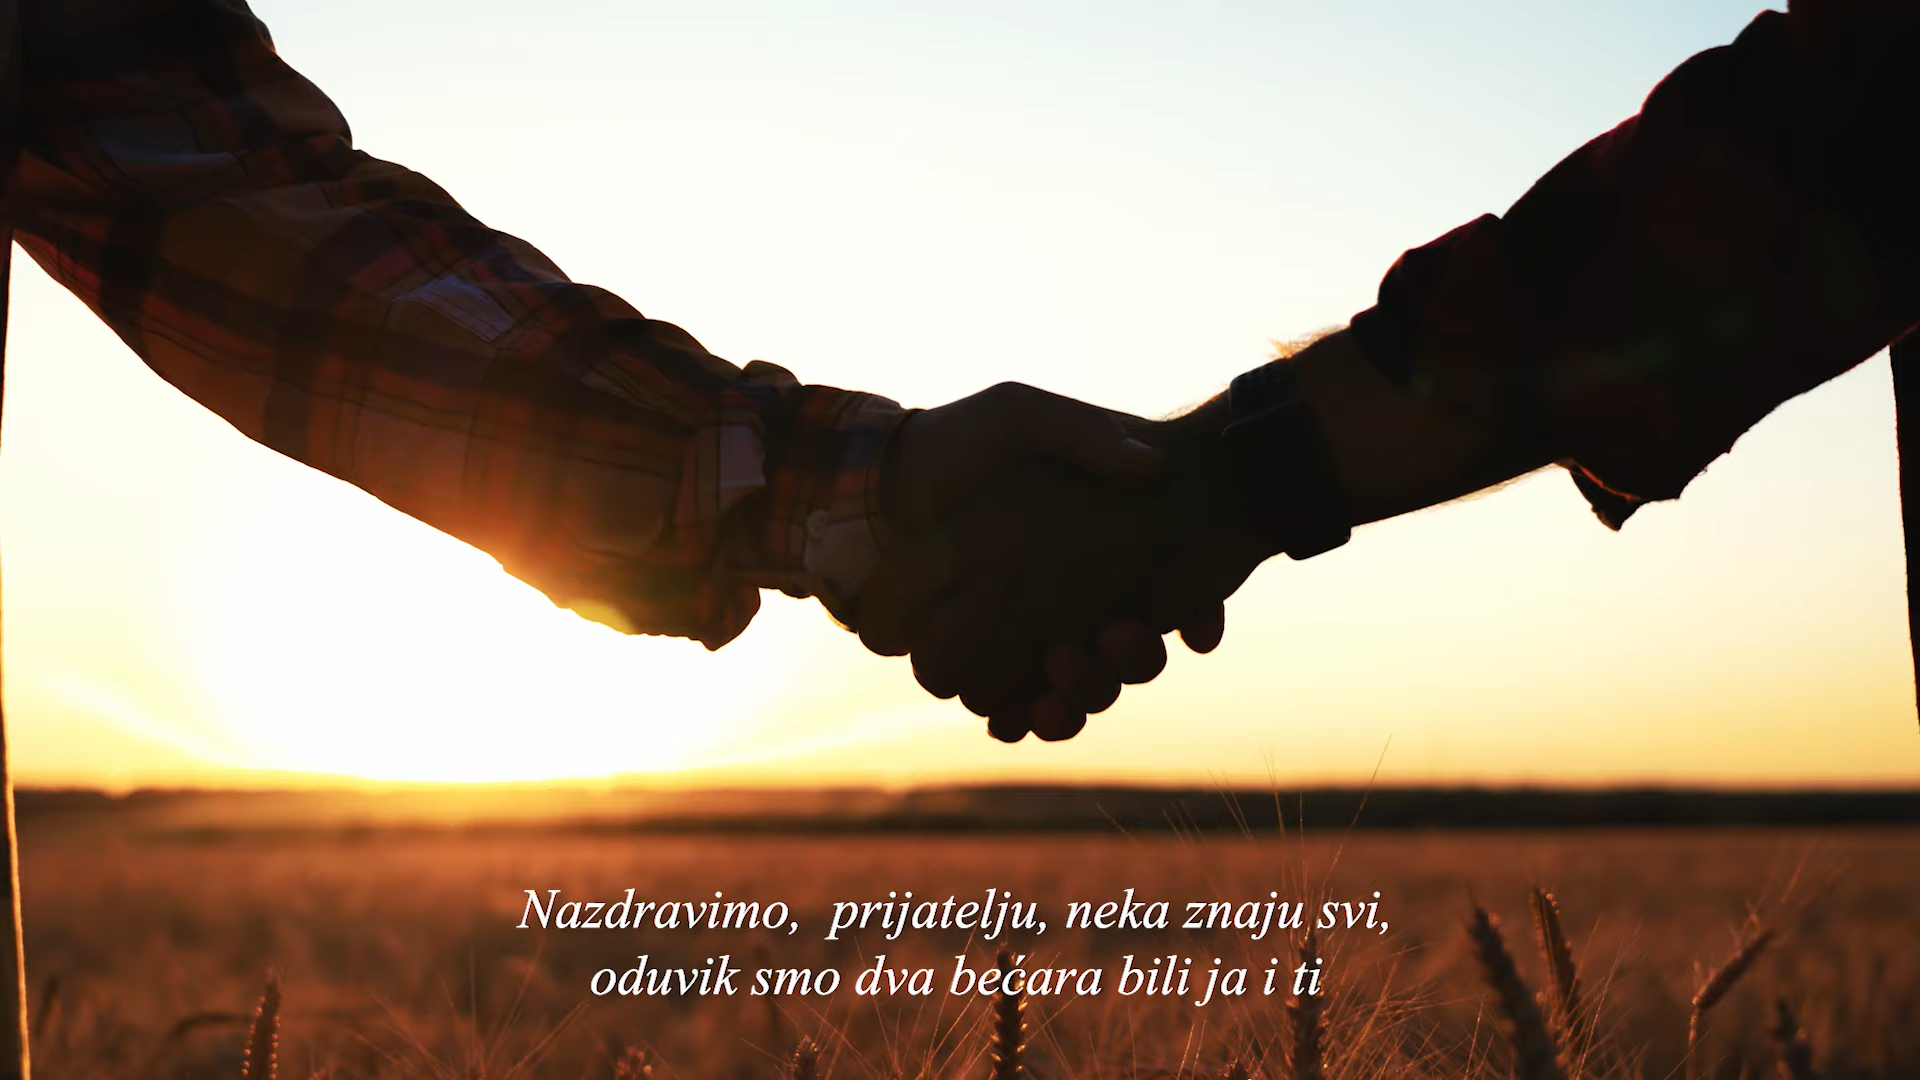 Nazdravimo,  prijatelju, neka znaju svi,
oduvik smo dva bećara bili ja i ti